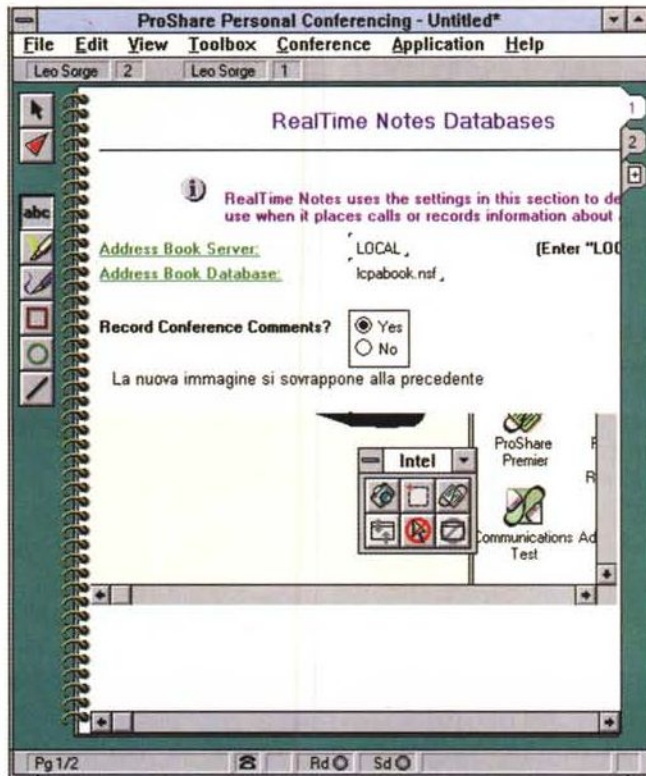 ProShare Personal Conferencing - Untitled*
File Edit View Toolbox Conference Application Help
Leo Sorge 2 Leo Sorge 1
1
2
RealTime Notes Databases
RealTime Notes uses the settings in this section to de
use when it places calls or records information about
Address Book Server: LOCAL (Enter "LOC
Address Book Database: lcpabook.nsf
Record Conference Comments? Yes
No
La nuova immagine si sovrappone alla precedente
abc
ProShare
Premier
R
Intel
Communications Ad
Test
Pg 1/2 Rd Sd